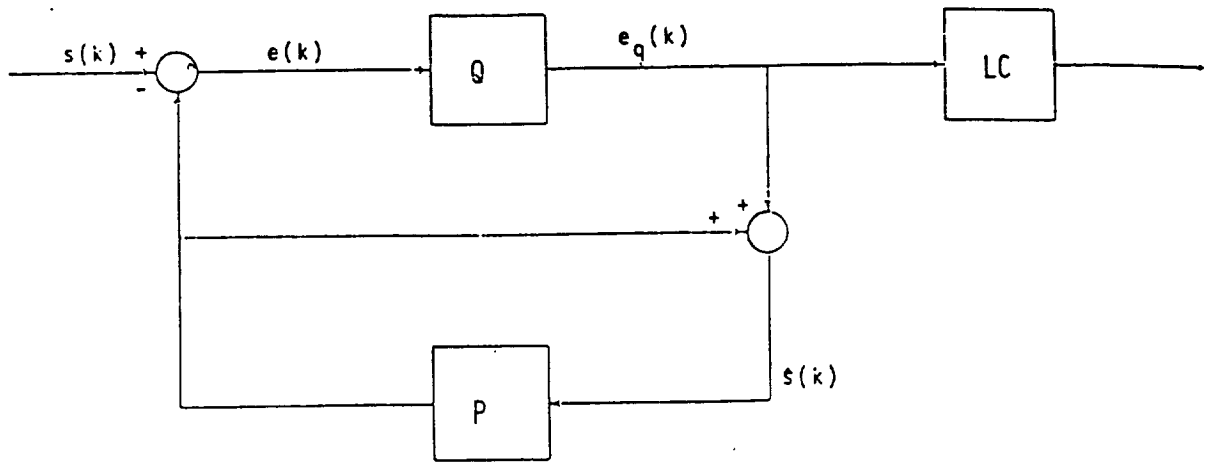 s(k) + e(k) Q e_q(k) LC
-
+ +
ŝ(k)
P